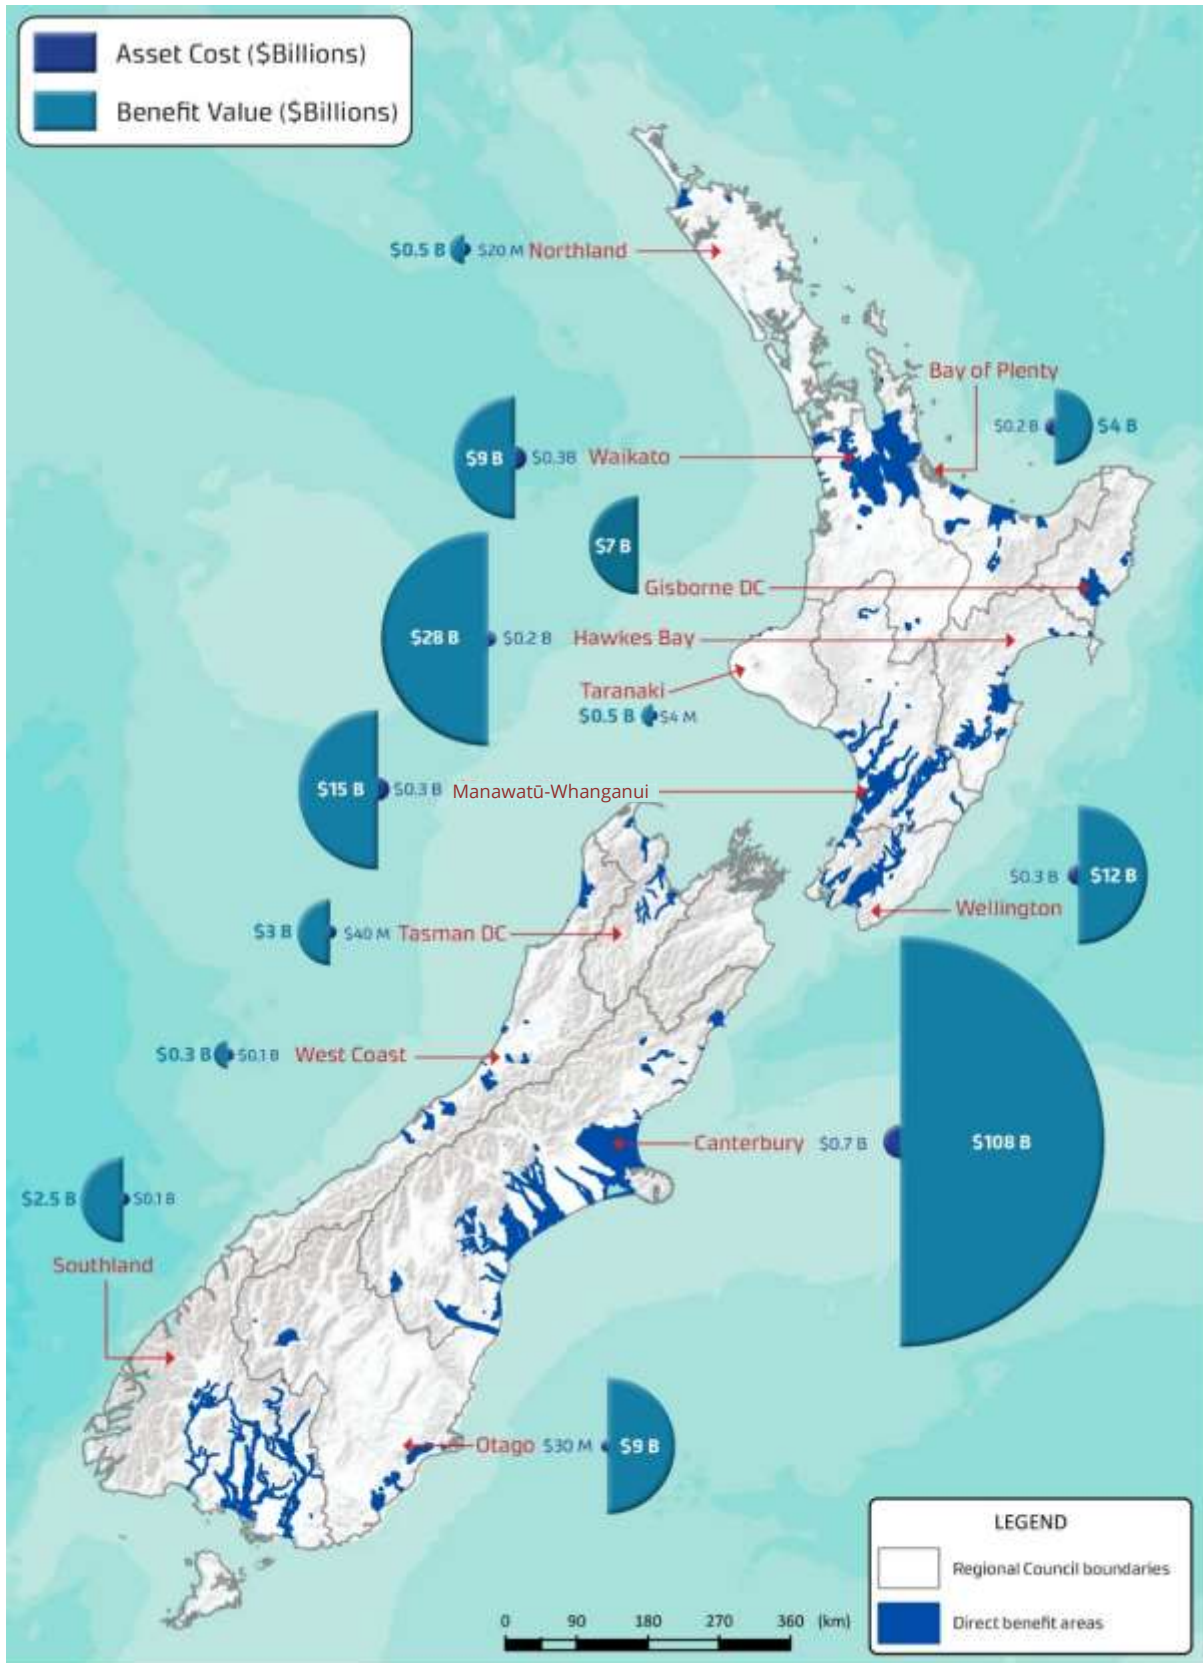 Asset Cost ($Billions)
Benefit Value ($Billions)
$0.5 B $20 M Northland
Bay of Plenty
$0.2 B $4 B
$9 B $0.3B Waikato
$7 B
Gisborne DC
$28 B $0.2 B Hawkes Bay
Taranaki
$0.5 B $4 M
$15 B $0.3 B Manawatū-Whanganui
$0.3 B $12 B
Wellington
$3 B $40 M Tasman DC
$0.3 B $0.1 B West Coast
Canterbury $0.7 B $108 B
$2.5 B $0.1 B
Southland
Otago $30 M $9 B
LEGEND
Regional Council boundaries
Direct benefit areas
0 90 180 270 360 (km)